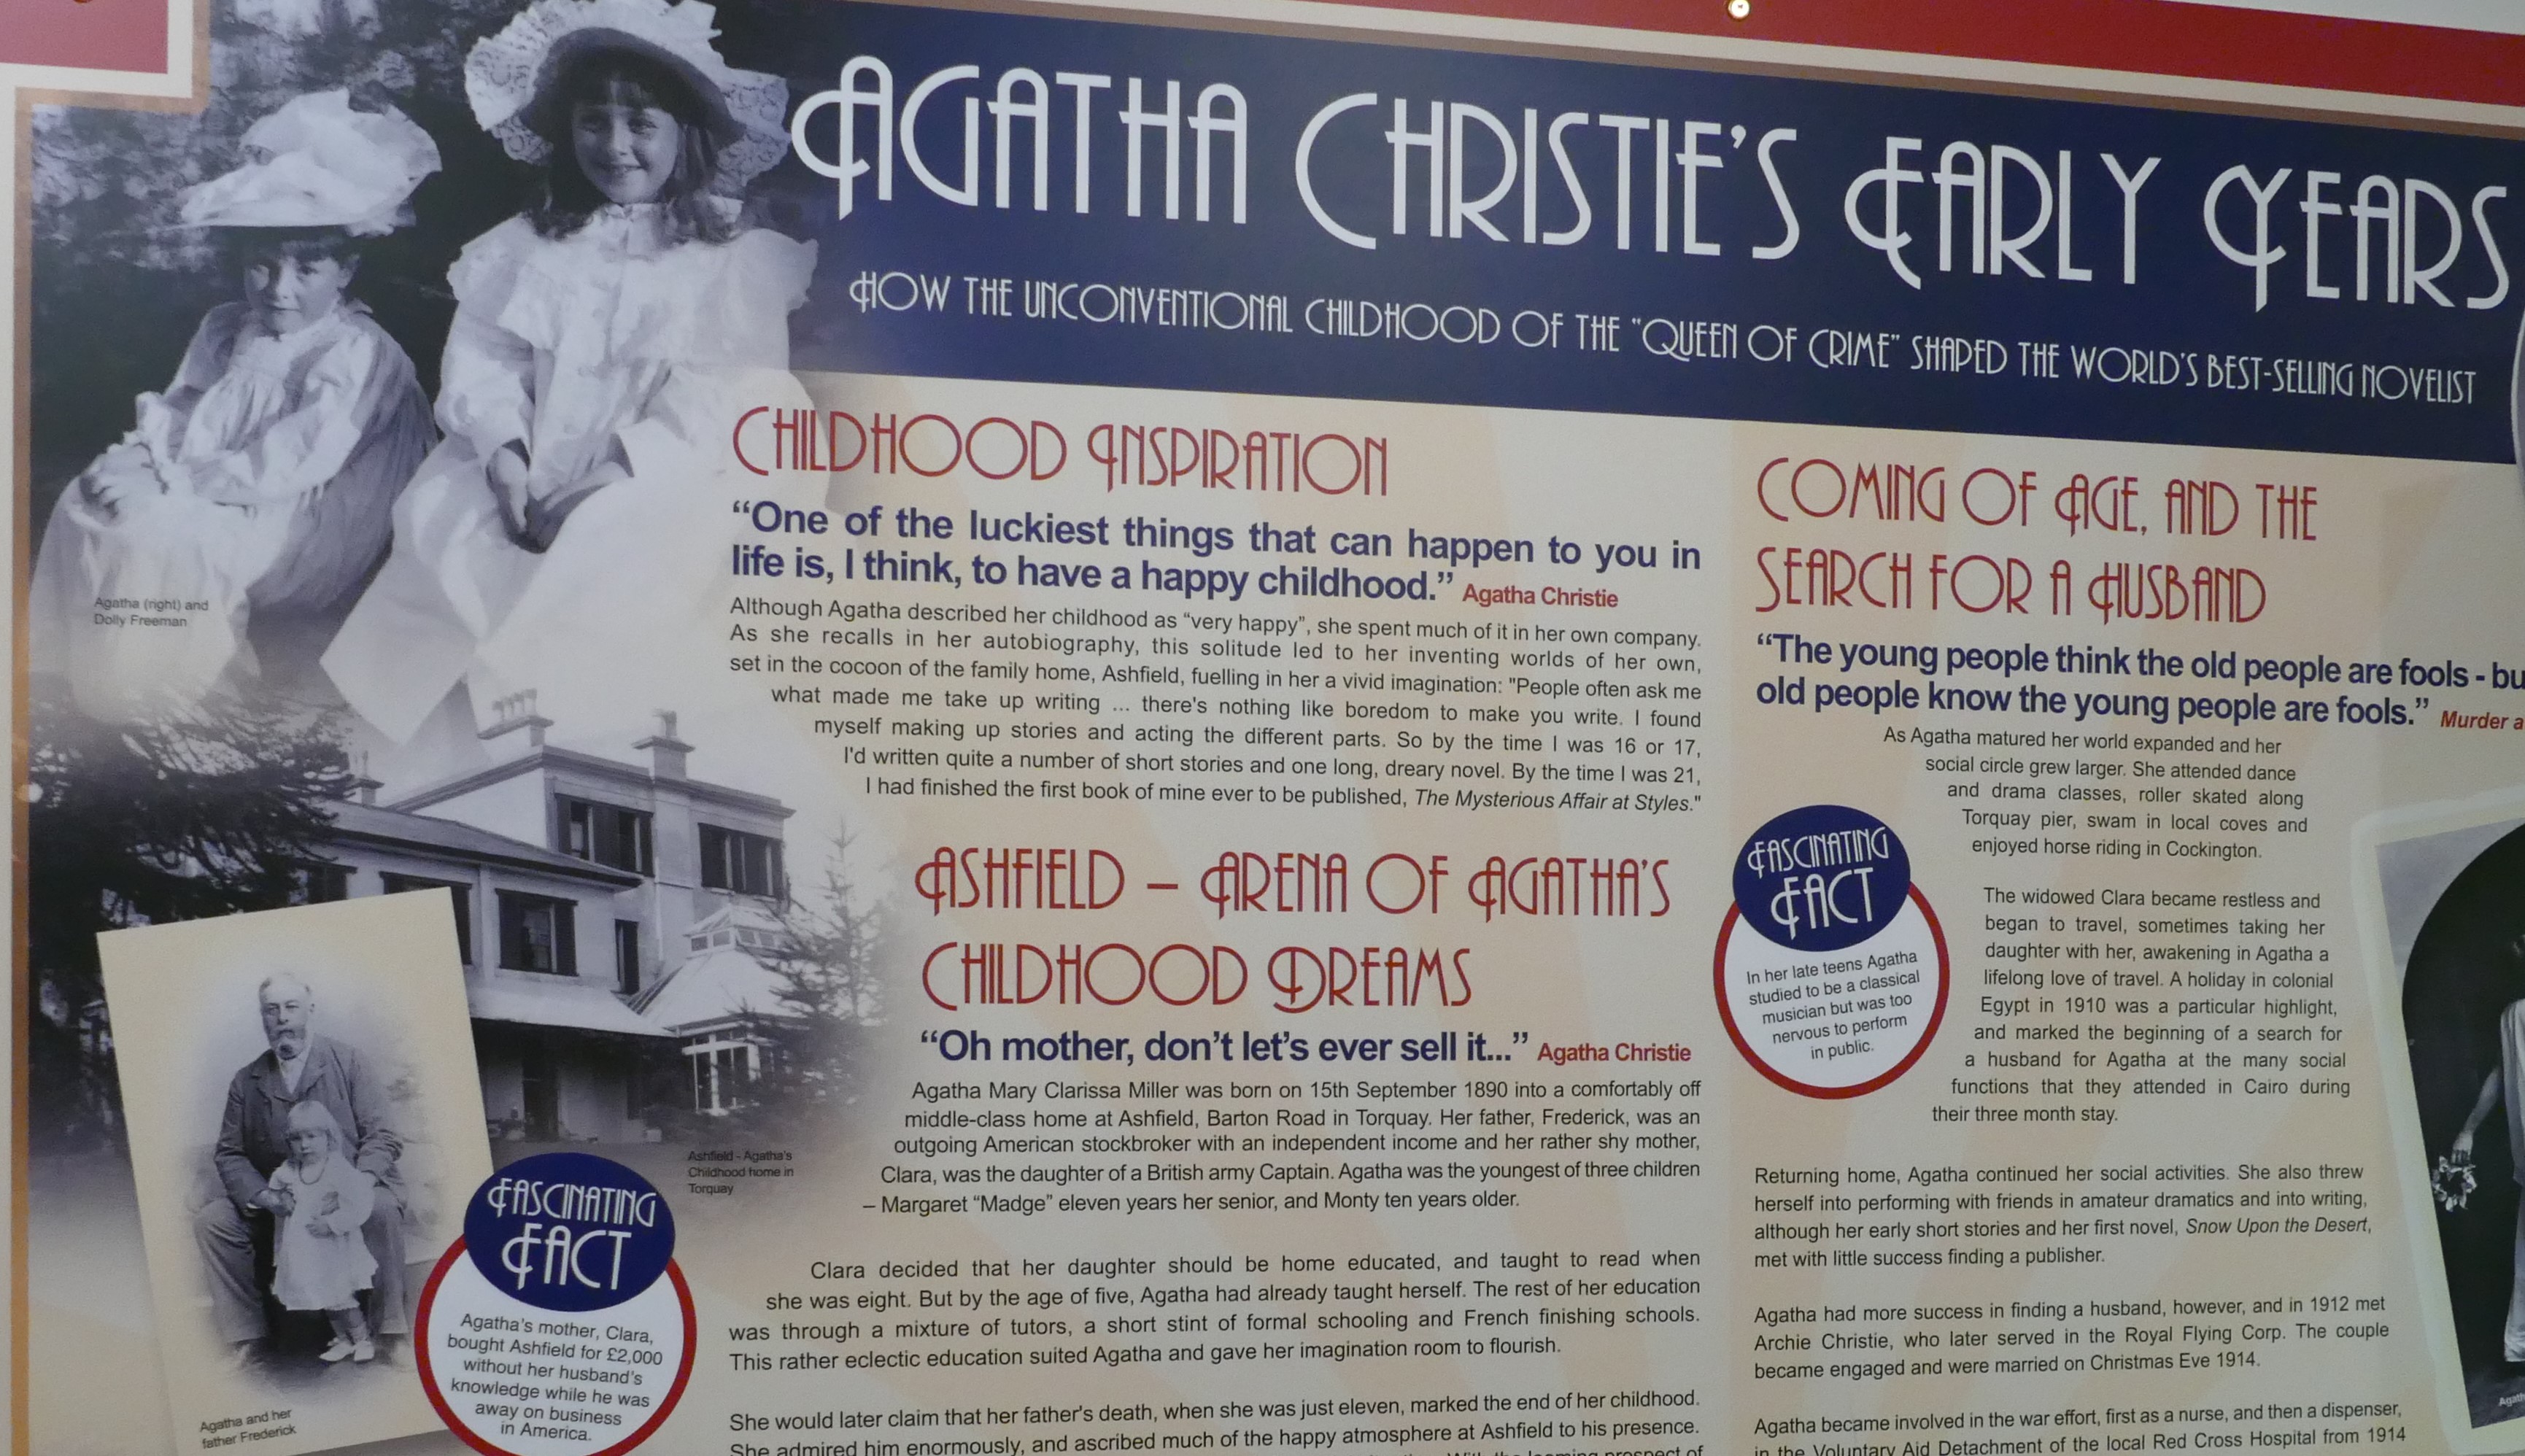 AGATHA CHRISTIE'S EARLY YEARS
HOW THE UNCONVENTIONAL CHILDHOOD OF THE "QUEEN OF CRIME" SHAPED THE WORLD'S BEST-SELLING NOVELIST
Agatha (right) and
Dolly Freeman
CHILDHOOD INSPIRATION
“One of the luckiest things that can happen to you in
life is, I think, to have a happy childhood.” Agatha Christie
Although Agatha described her childhood as “very happy”, she spent much of it in her own company.
As she recalls in her autobiography, this solitude led to her inventing worlds of her own,
set in the cocoon of the family home, Ashfield, fuelling in her a vivid imagination: "People often ask me
what made me take up writing ... there's nothing like boredom to make you write. I found
myself making up stories and acting the different parts. So by the time I was 16 or 17,
I'd written quite a number of short stories and one long, dreary novel. By the time I was 21,
I had finished the first book of mine ever to be published, The Mysterious Affair at Styles."
ASHFIELD – ARENA OF AGATHA'S
CHILDHOOD DREAMS
“Oh mother, don’t let’s ever sell it...” Agatha Christie
Agatha Mary Clarissa Miller was born on 15th September 1890 into a comfortably off
middle-class home at Ashfield, Barton Road in Torquay. Her father, Frederick, was an
outgoing American stockbroker with an independent income and her rather shy mother,
Clara, was the daughter of a British army Captain. Agatha was the youngest of three children
– Margaret “Madge” eleven years her senior, and Monty ten years older.
Clara decided that her daughter should be home educated, and taught to read when
she was eight. But by the age of five, Agatha had already taught herself. The rest of her education
was through a mixture of tutors, a short stint of formal schooling and French finishing schools.
This rather eclectic education suited Agatha and gave her imagination room to flourish.
She would later claim that her father's death, when she was just eleven, marked the end of her childhood.
She admired him enormously, and ascribed much of the happy atmosphere at Ashfield to his presence.
prospect of
Ashfield - Agatha's
Childhood home in
Torquay
FASCINATING
FACT
Agatha's mother, Clara,
bought Ashfield for £2,000
without her husband's
knowledge while he was
away on business
in America.
Agatha and her
father Frederick
COMING OF AGE, AND THE
SEARCH FOR A HUSBAND
“The young people think the old people are fools - bu
old people know the young people are fools.” Murder a
As Agatha matured her world expanded and her
social circle grew larger. She attended dance
and drama classes, roller skated along
Torquay pier, swam in local coves and
enjoyed horse riding in Cockington.
FASCINATING
FACT
In her late teens Agatha
studied to be a classical
musician but was too
nervous to perform
in public.
The widowed Clara became restless and
began to travel, sometimes taking her
daughter with her, awakening in Agatha a
lifelong love of travel. A holiday in colonial
Egypt in 1910 was a particular highlight,
and marked the beginning of a search for
a husband for Agatha at the many social
functions that they attended in Cairo during
their three month stay.
Returning home, Agatha continued her social activities. She also threw
herself into performing with friends in amateur dramatics and into writing,
although her early short stories and her first novel, Snow Upon the Desert,
met with little success finding a publisher.
Agatha had more success in finding a husband, however, and in 1912 met
Archie Christie, who later served in the Royal Flying Corp. The couple
became engaged and were married on Christmas Eve 1914.
Agatha became involved in the war effort, first as a nurse, and then a dispenser,
in the Voluntary Aid Detachment of the local Red Cross Hospital from 1914
Agath